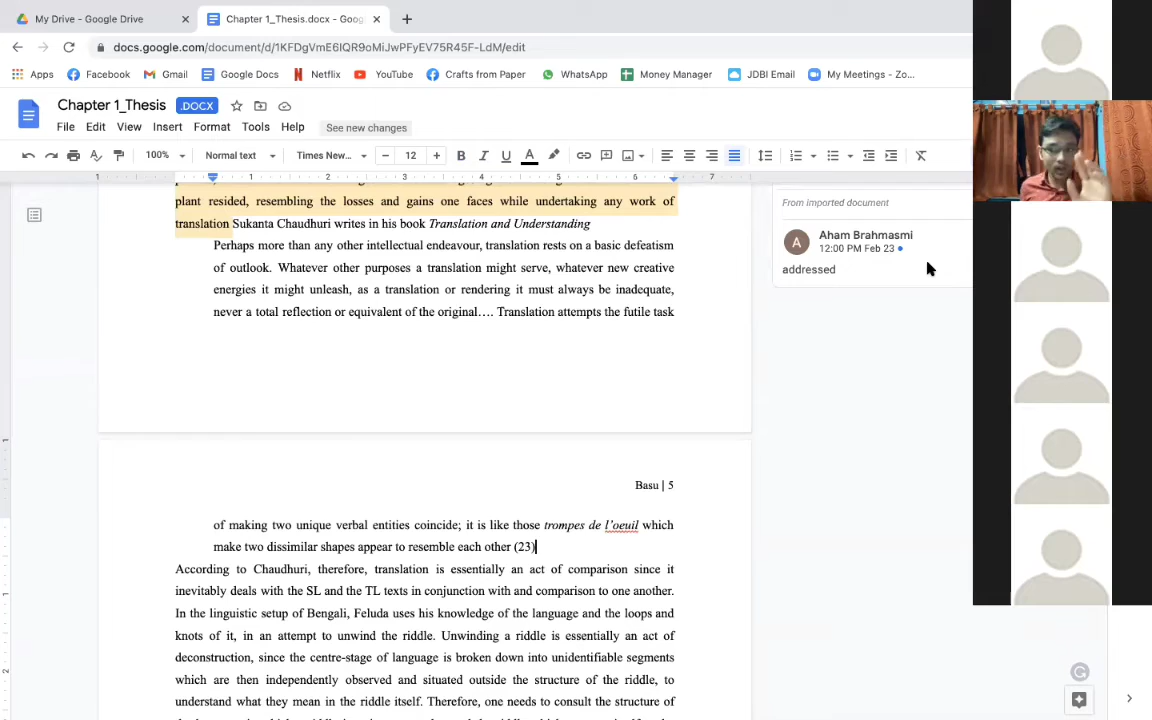 My Drive - Google Drive
Chapter 1_Thesis.docx - Goog
docs.google.com/document/d/1KFDgVmE6IQR9oMiJwPFyEV75R45F-LdM/edit
Apps Facebook Gmail Google Docs Netflix YouTube Crafts from Paper WhatsApp Money Manager JDBI Email My Meetings - Zo...
Chapter 1_Thesis .DOCX
File Edit View Insert Format Tools Help See new changes
100% Normal text Times New... 12
1 1 2 3 4 5 6 7
plant resided, resembling the losses and gains one faces while undertaking any work of
translation Sukanta Chaudhuri writes in his book Translation and Understanding
Perhaps more than any other intellectual endeavour, translation rests on a basic defeatism
of outlook. Whatever other purposes a translation might serve, whatever new creative
energies it might unleash, as a translation or rendering it must always be inadequate,
never a total reflection or equivalent of the original…. Translation attempts the futile task
Basu | 5
of making two unique verbal entities coincide; it is like those trompes de l’oeuil which
make two dissimilar shapes appear to resemble each other (23)
According to Chaudhuri, therefore, translation is essentially an act of comparison since it
inevitably deals with the SL and the TL texts in conjunction with and comparison to one another.
In the linguistic setup of Bengali, Feluda uses his knowledge of the language and the loops and
knots of it, in an attempt to unwind the riddle. Unwinding a riddle is essentially an act of
deconstruction, since the centre-stage of language is broken down into unidentifiable segments
which are then independently observed and situated outside the structure of the riddle, to
understand what they mean in the riddle itself. Therefore, one needs to consult the structure of
From imported document
A
Aham Brahmasmi
12:00 PM Feb 23
addressed